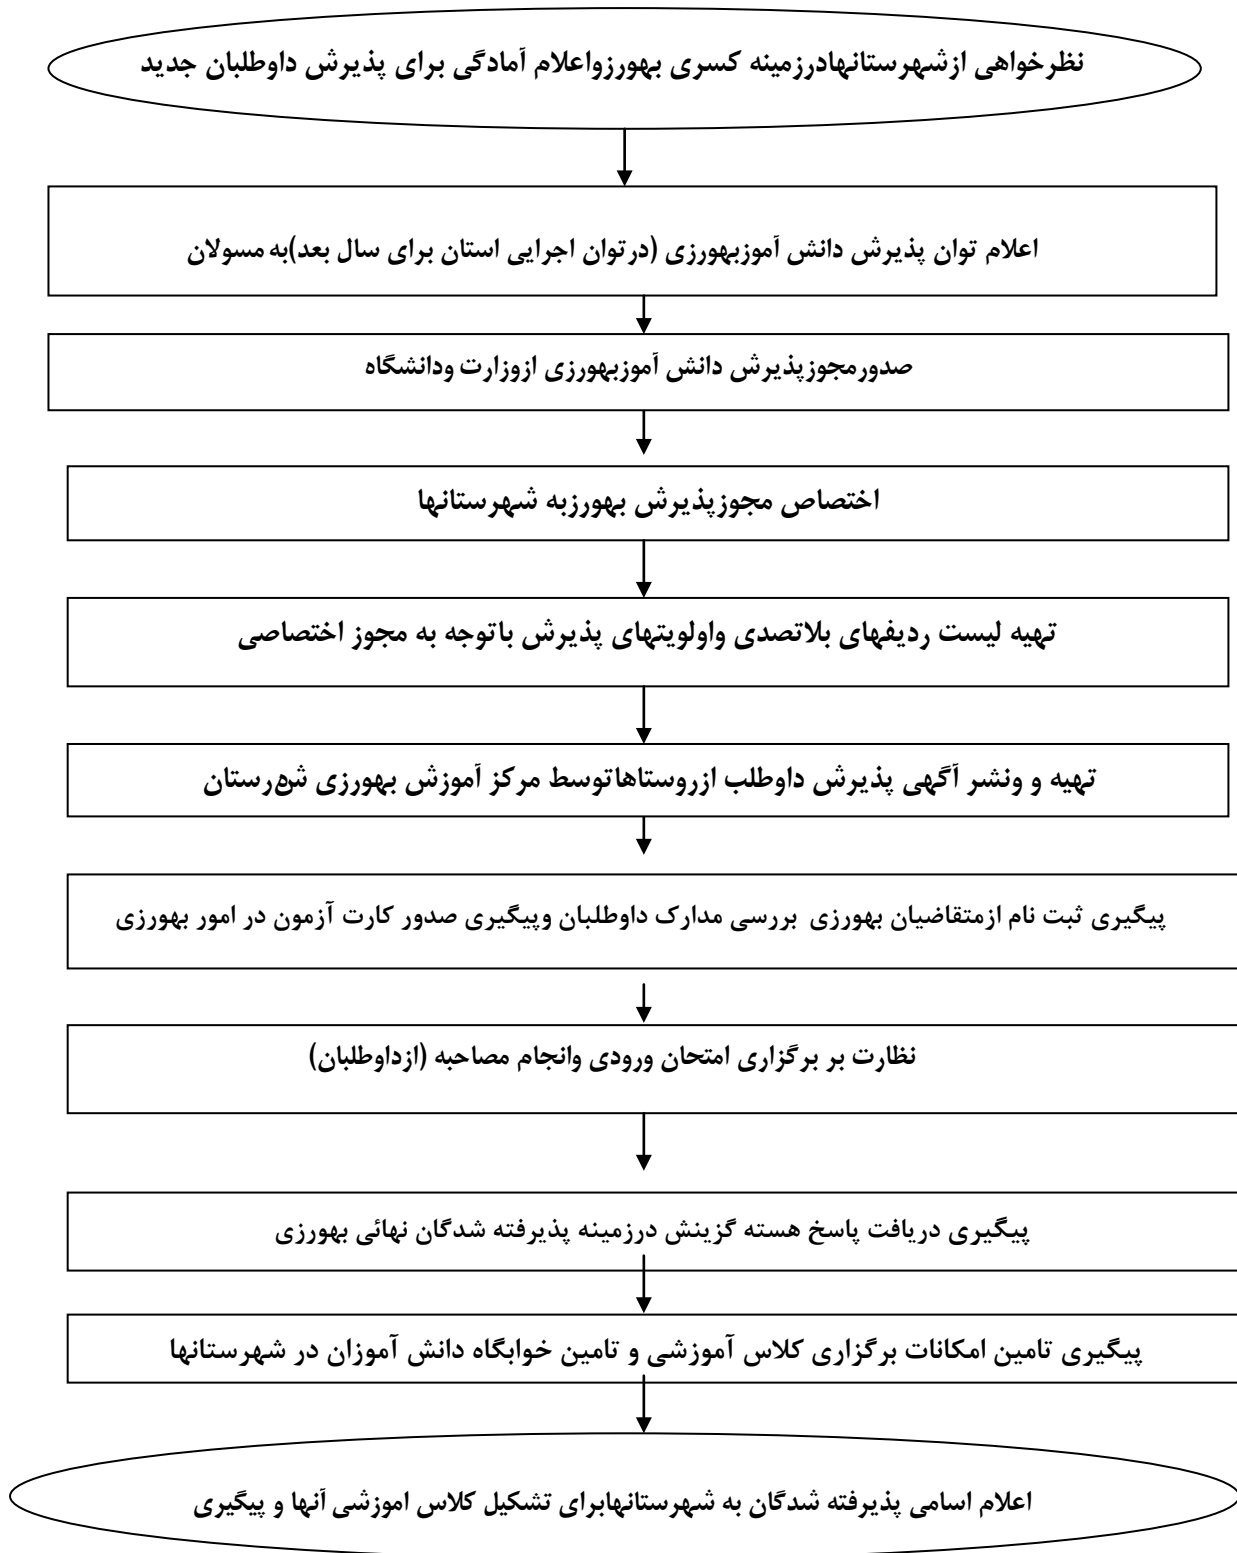 نظرخواهی ازشهرستانهادرزمینه کسری بهورزواعلام آمادگی برای پذیرش داوطلبان جدید
اعلام توان پذیرش دانش آموزبهورزی (درتوان اجرایی استان برای سال بعد)به مسولان
صدورمجوزپذیرش دانش آموزبهورزی ازوزارت ودانشگاه
اختصاص مجوزپذیرش بهورزبه شهرستانها
تهیه لیست ردیفهای بلاتصدی واولویتهای پذیرش باتوجه به مجوز اختصاصی
تهیه و ونشر آگهی پذیرش داوطلب ازروستاهاتوسط مرکز آموزش بهورزی شهرستان
پیگیری ثبت نام ازمتقاضیان بهورزی بررسی مدارک داوطلبان وپیگیری صدور کارت آزمون در امور بهورزی
نظارت بر برگزاری امتحان ورودی وانجام مصاحبه (ازداوطلبان)
پیگیری دریافت پاسخ هسته گزینش درزمینه پذیرفته شدگان نهائی بهورزی
پیگیری تامین امکانات برگزاری کلاس آموزشی و تامین خوابگاه دانش آموزان در شهرستانها
اعلام اسامی پذیرفته شدگان به شهرستانهابرای تشکیل کلاس اموزشی آنها و پیگیری